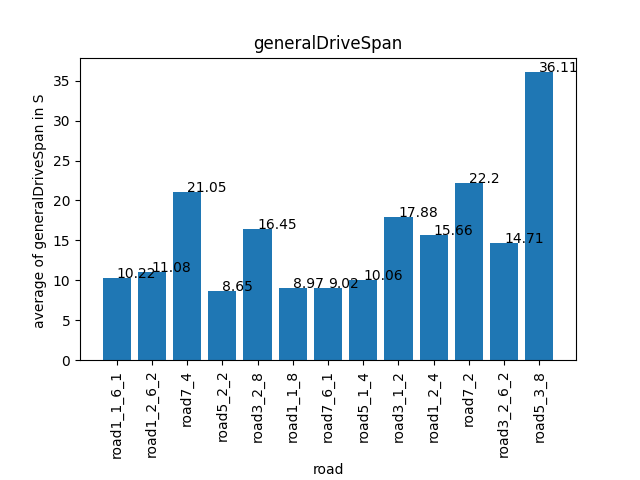 generalDriveSpan
average of generalDriveSpan in S
35
30
25
20
15
10
5
0
10.22
11.08
21.05
8.65
16.45
8.97
9.02
10.06
17.88
15.66
22.2
14.71
36.11
road1_1_6_1
road1_2_6_2
road7_4
road5_2_2
road3_2_8
road1_1_8
road7_6_1
road5_1_4
road3_1_2
road1_2_4
road7_2
road3_2_6_2
road5_3_8
road